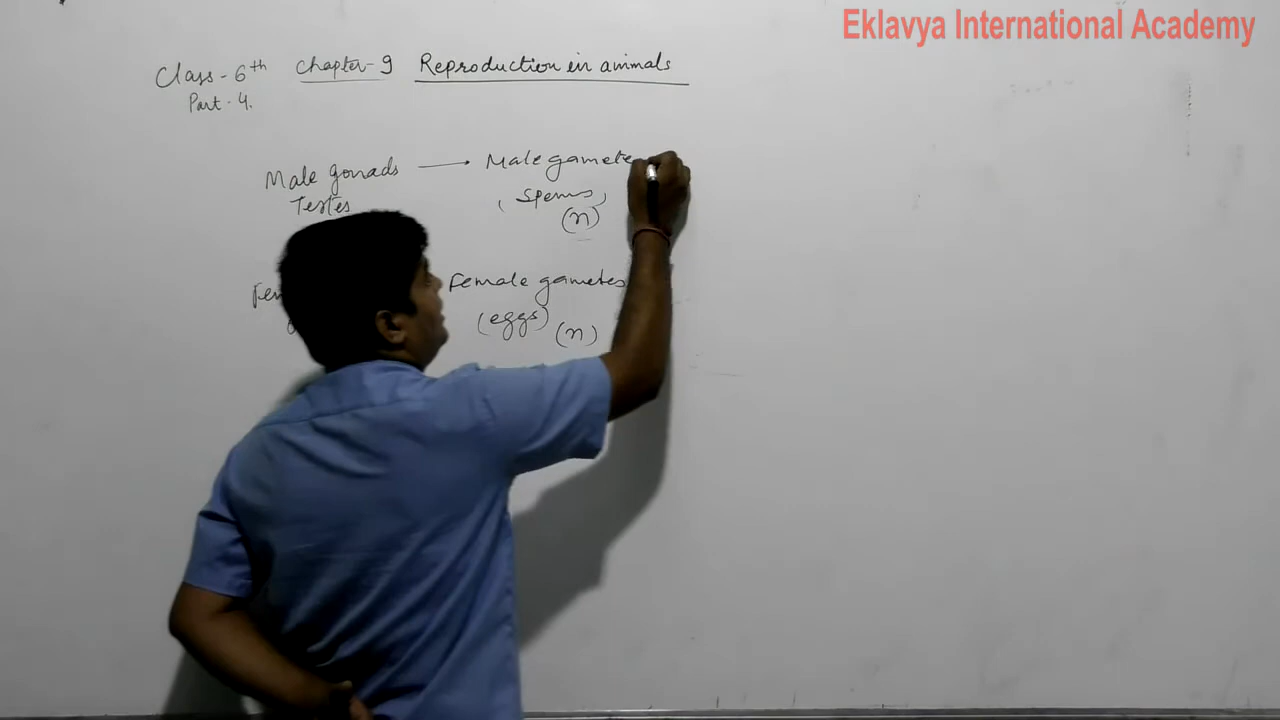 Eklavya International Academy
Class - 6th Chapter - 9 Reproduction in animals
Part - 4.
Male gonads → Male gamete
Testes (Sperms)
(n)
Female gametes
(eggs)
(n)